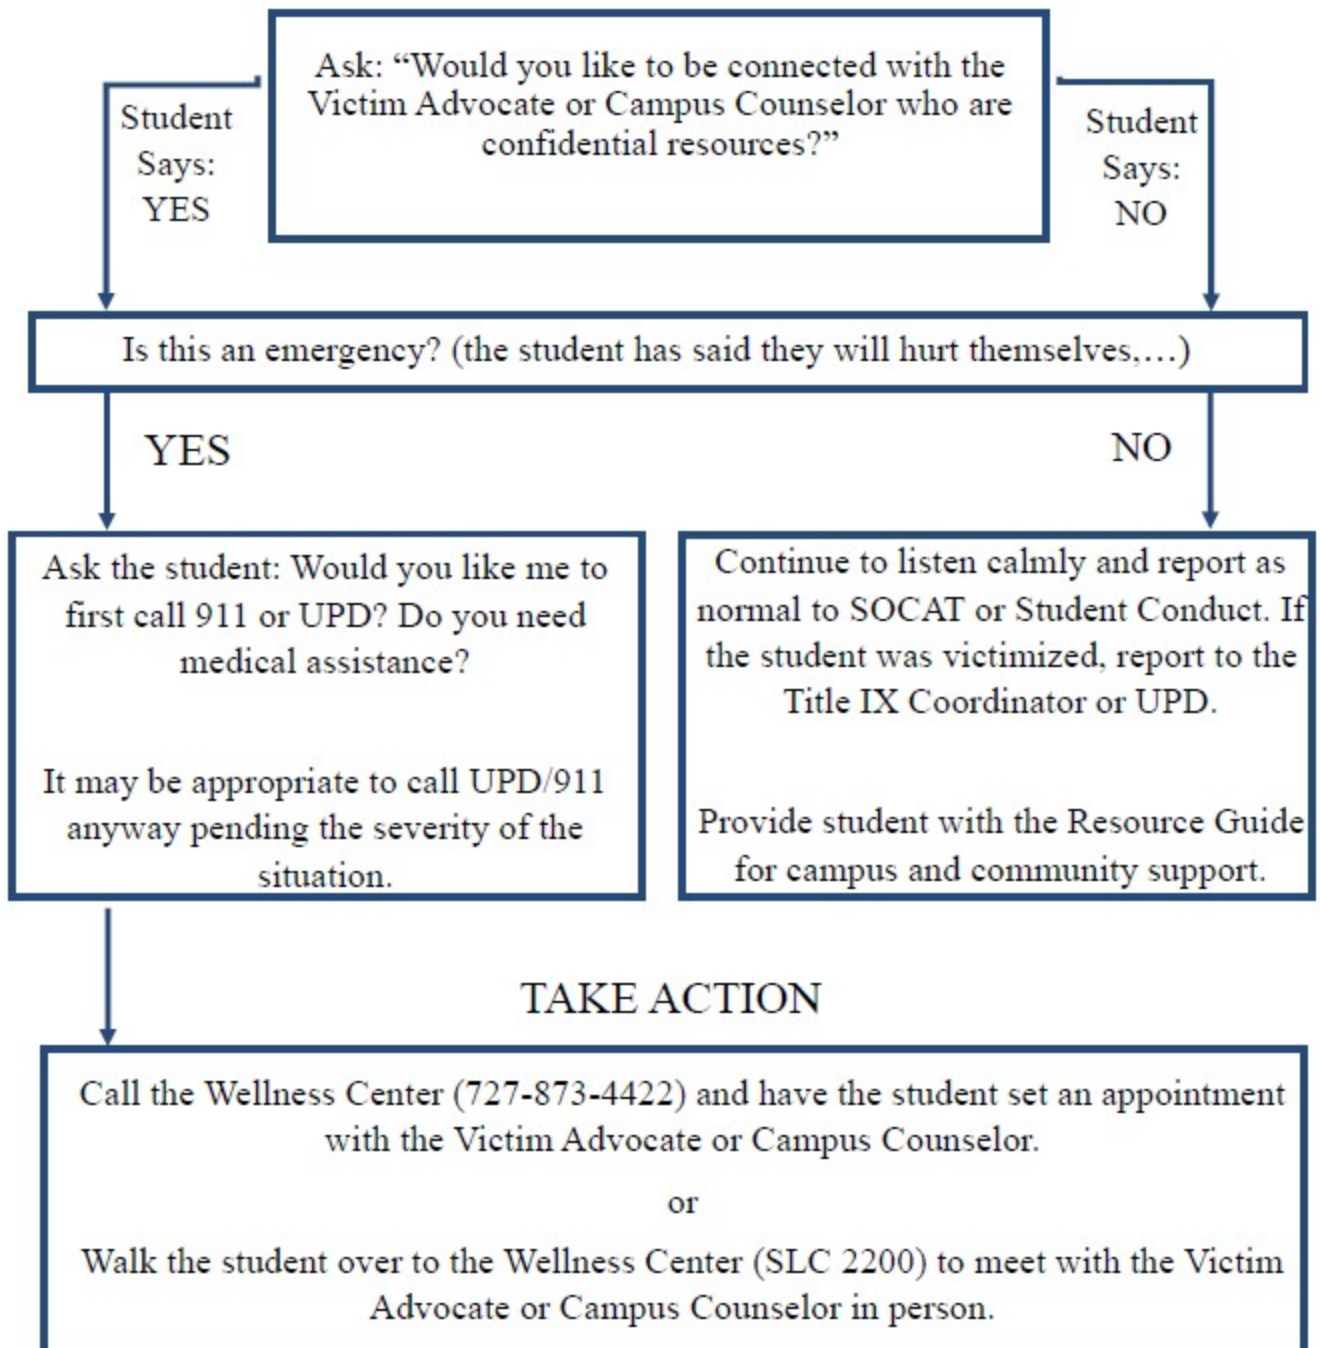 Ask: “Would you like to be connected with the
Victim Advocate or Campus Counselor who are
confidential resources?”
Student
Says:
YES
Student
Says:
NO
Is this an emergency? (the student has said they will hurt themselves,…)
YES
NO
Ask the student: Would you like me to
first call 911 or UPD? Do you need
medical assistance?
It may be appropriate to call UPD/911
anyway pending the severity of the
situation.
Continue to listen calmly and report as
normal to SOCAT or Student Conduct. If
the student was victimized, report to the
Title IX Coordinator or UPD.
Provide student with the Resource Guide
for campus and community support.
TAKE ACTION
Call the Wellness Center (727-873-4422) and have the student set an appointment
with the Victim Advocate or Campus Counselor.
or
Walk the student over to the Wellness Center (SLC 2200) to meet with the Victim
Advocate or Campus Counselor in person.